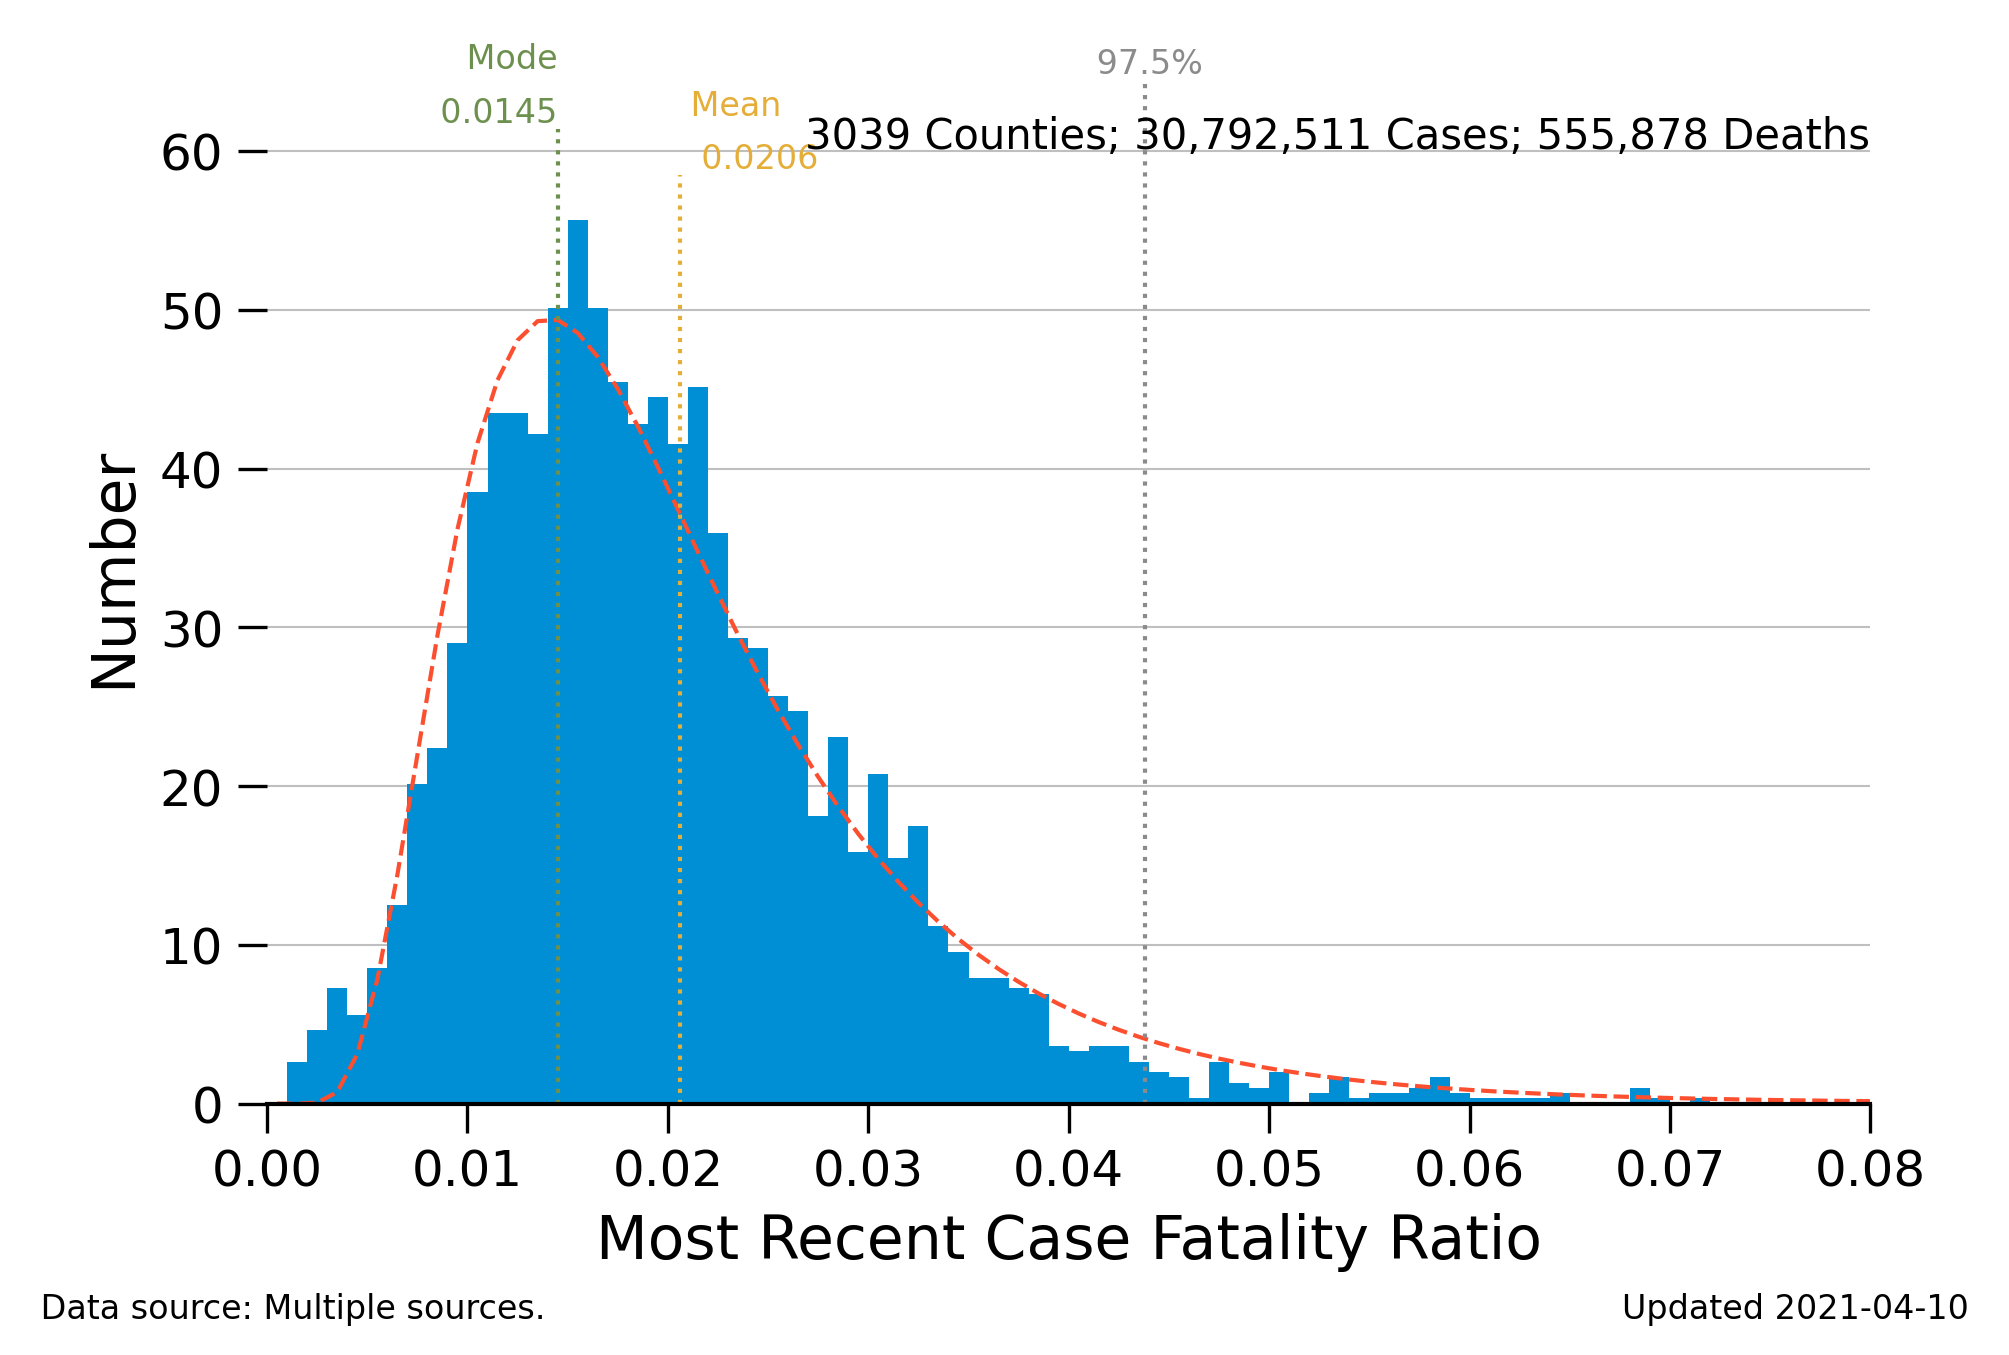 Mode
0.0145
Mean
0.0206
97.5%
3039 Counties; 30,792,511 Cases; 555,878 Deaths
60
50
40
30
20
10
0
Number
0.00 0.01 0.02 0.03 0.04 0.05 0.06 0.07 0.08
Most Recent Case Fatality Ratio
Data source: Multiple sources.
Updated 2021-04-10